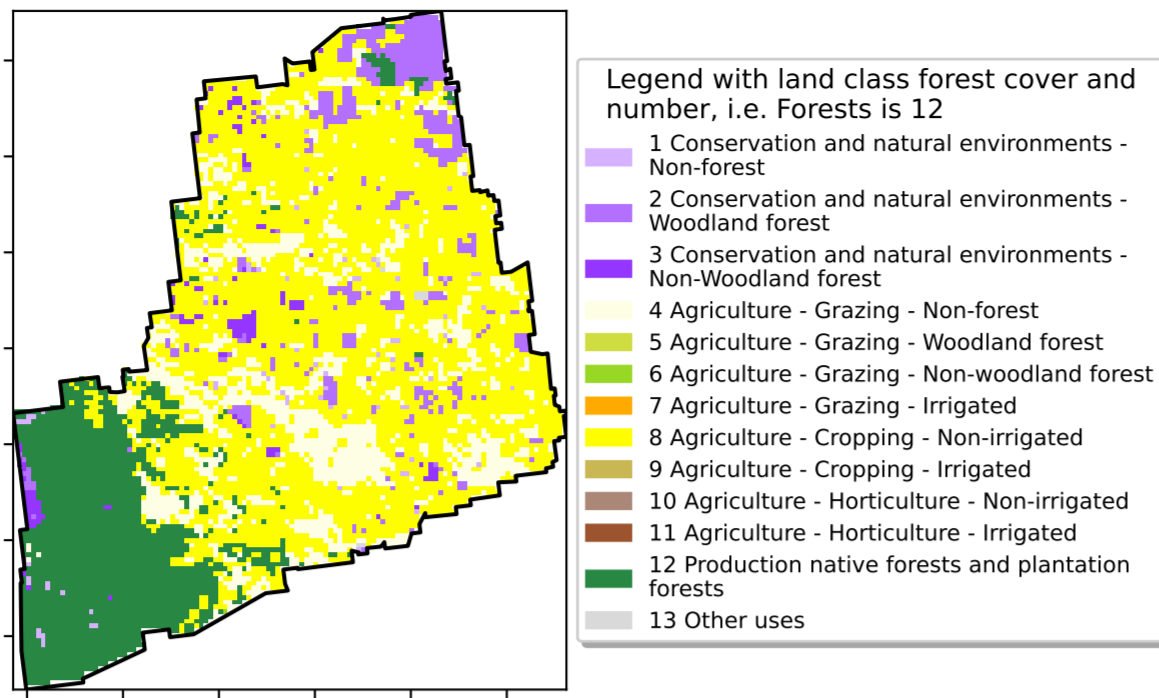 Legend with land class forest cover and
number, i.e. Forests is 12
1 Conservation and natural environments -
Non-forest
2 Conservation and natural environments -
Woodland forest
3 Conservation and natural environments -
Non-Woodland forest
4 Agriculture - Grazing - Non-forest
5 Agriculture - Grazing - Woodland forest
6 Agriculture - Grazing - Non-woodland forest
7 Agriculture - Grazing - Irrigated
8 Agriculture - Cropping - Non-irrigated
9 Agriculture - Cropping - Irrigated
10 Agriculture - Horticulture - Non-irrigated
11 Agriculture - Horticulture - Irrigated
12 Production native forests and plantation
forests
13 Other uses